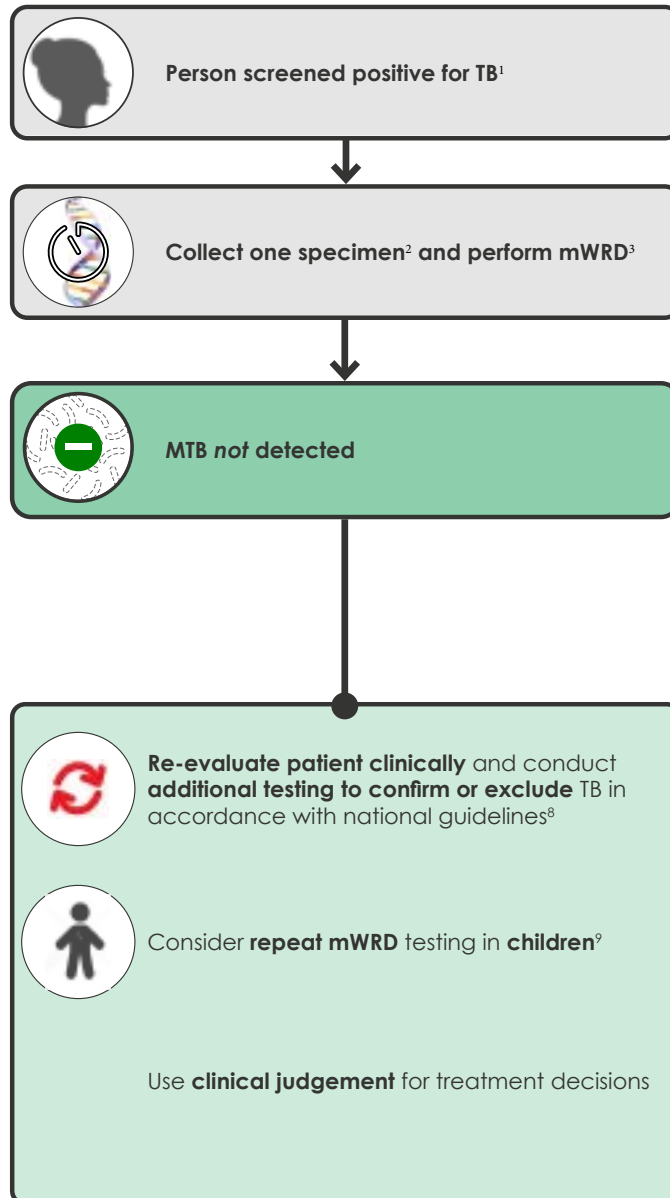 Person screened positive for TB¹
Collect one specimen² and perform mWRD³
MTB not detected
Re-evaluate patient clinically and conduct
additional testing to confirm or exclude TB in
accordance with national guidelines⁸
Consider repeat mWRD testing in children⁹
Use clinical judgement for treatment decisions